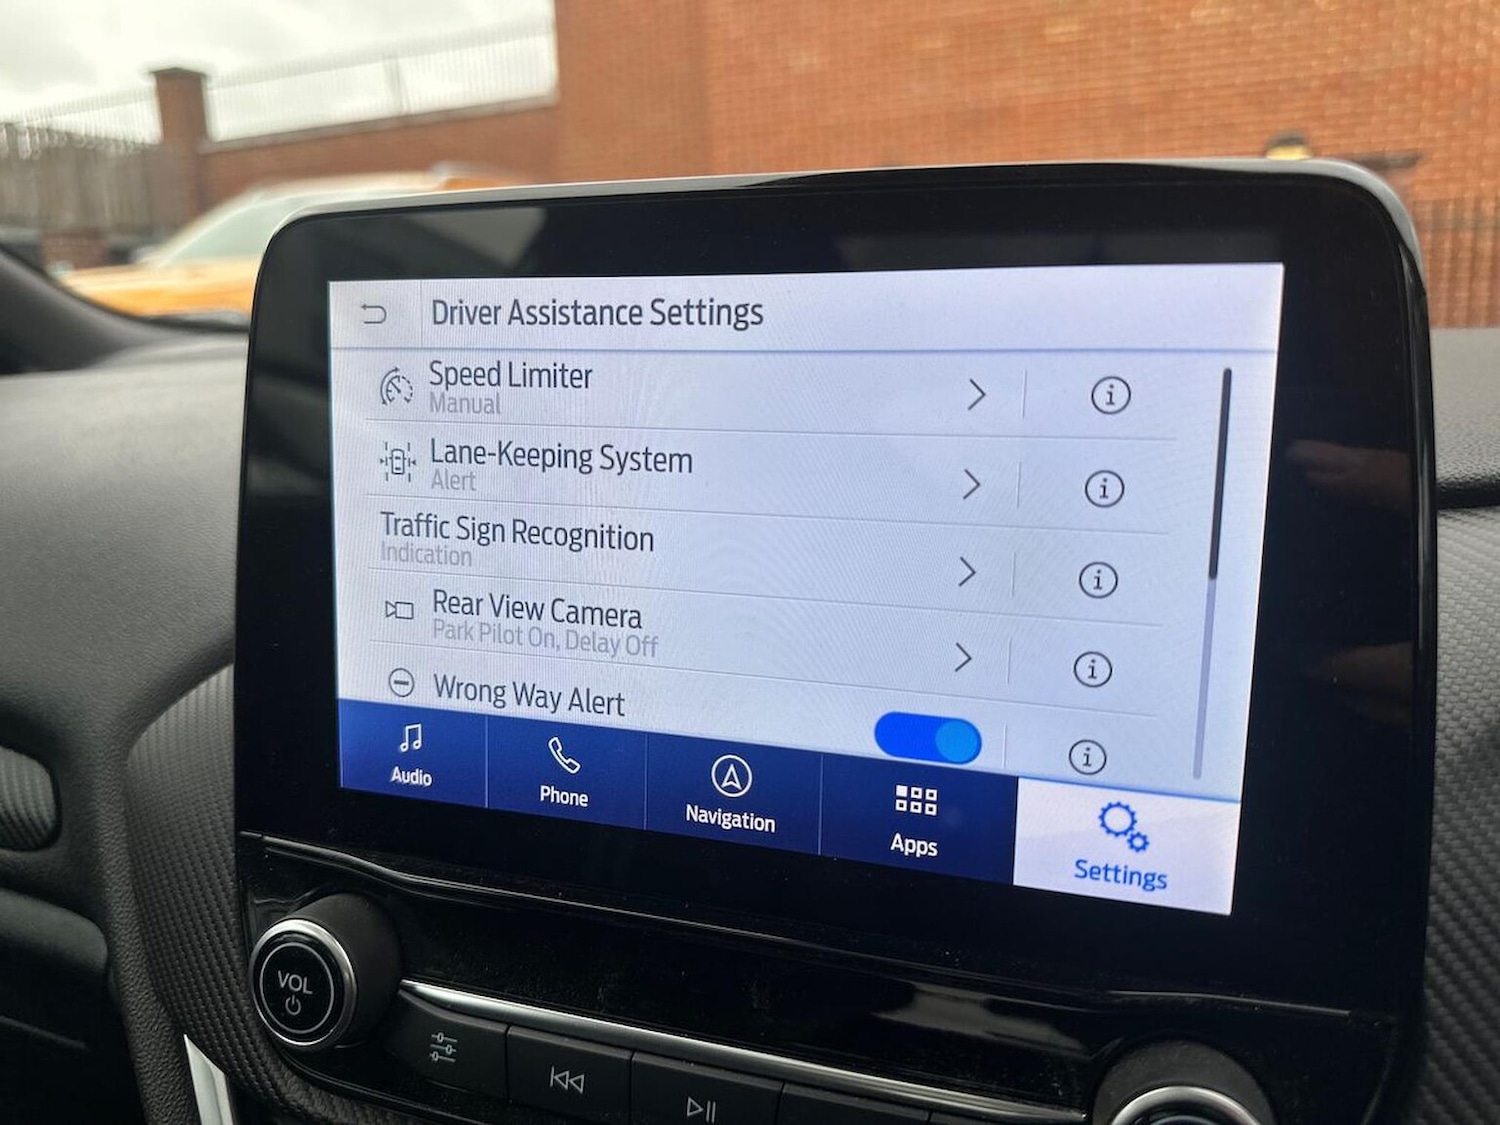 Driver Assistance Settings
Speed Limiter
Manual
Lane-Keeping System
Alert
Traffic Sign Recognition
Indication
Rear View Camera
Park Pilot On, Delay Off
Wrong Way Alert
Audio
Phone
Navigation
Apps
Settings
VOL